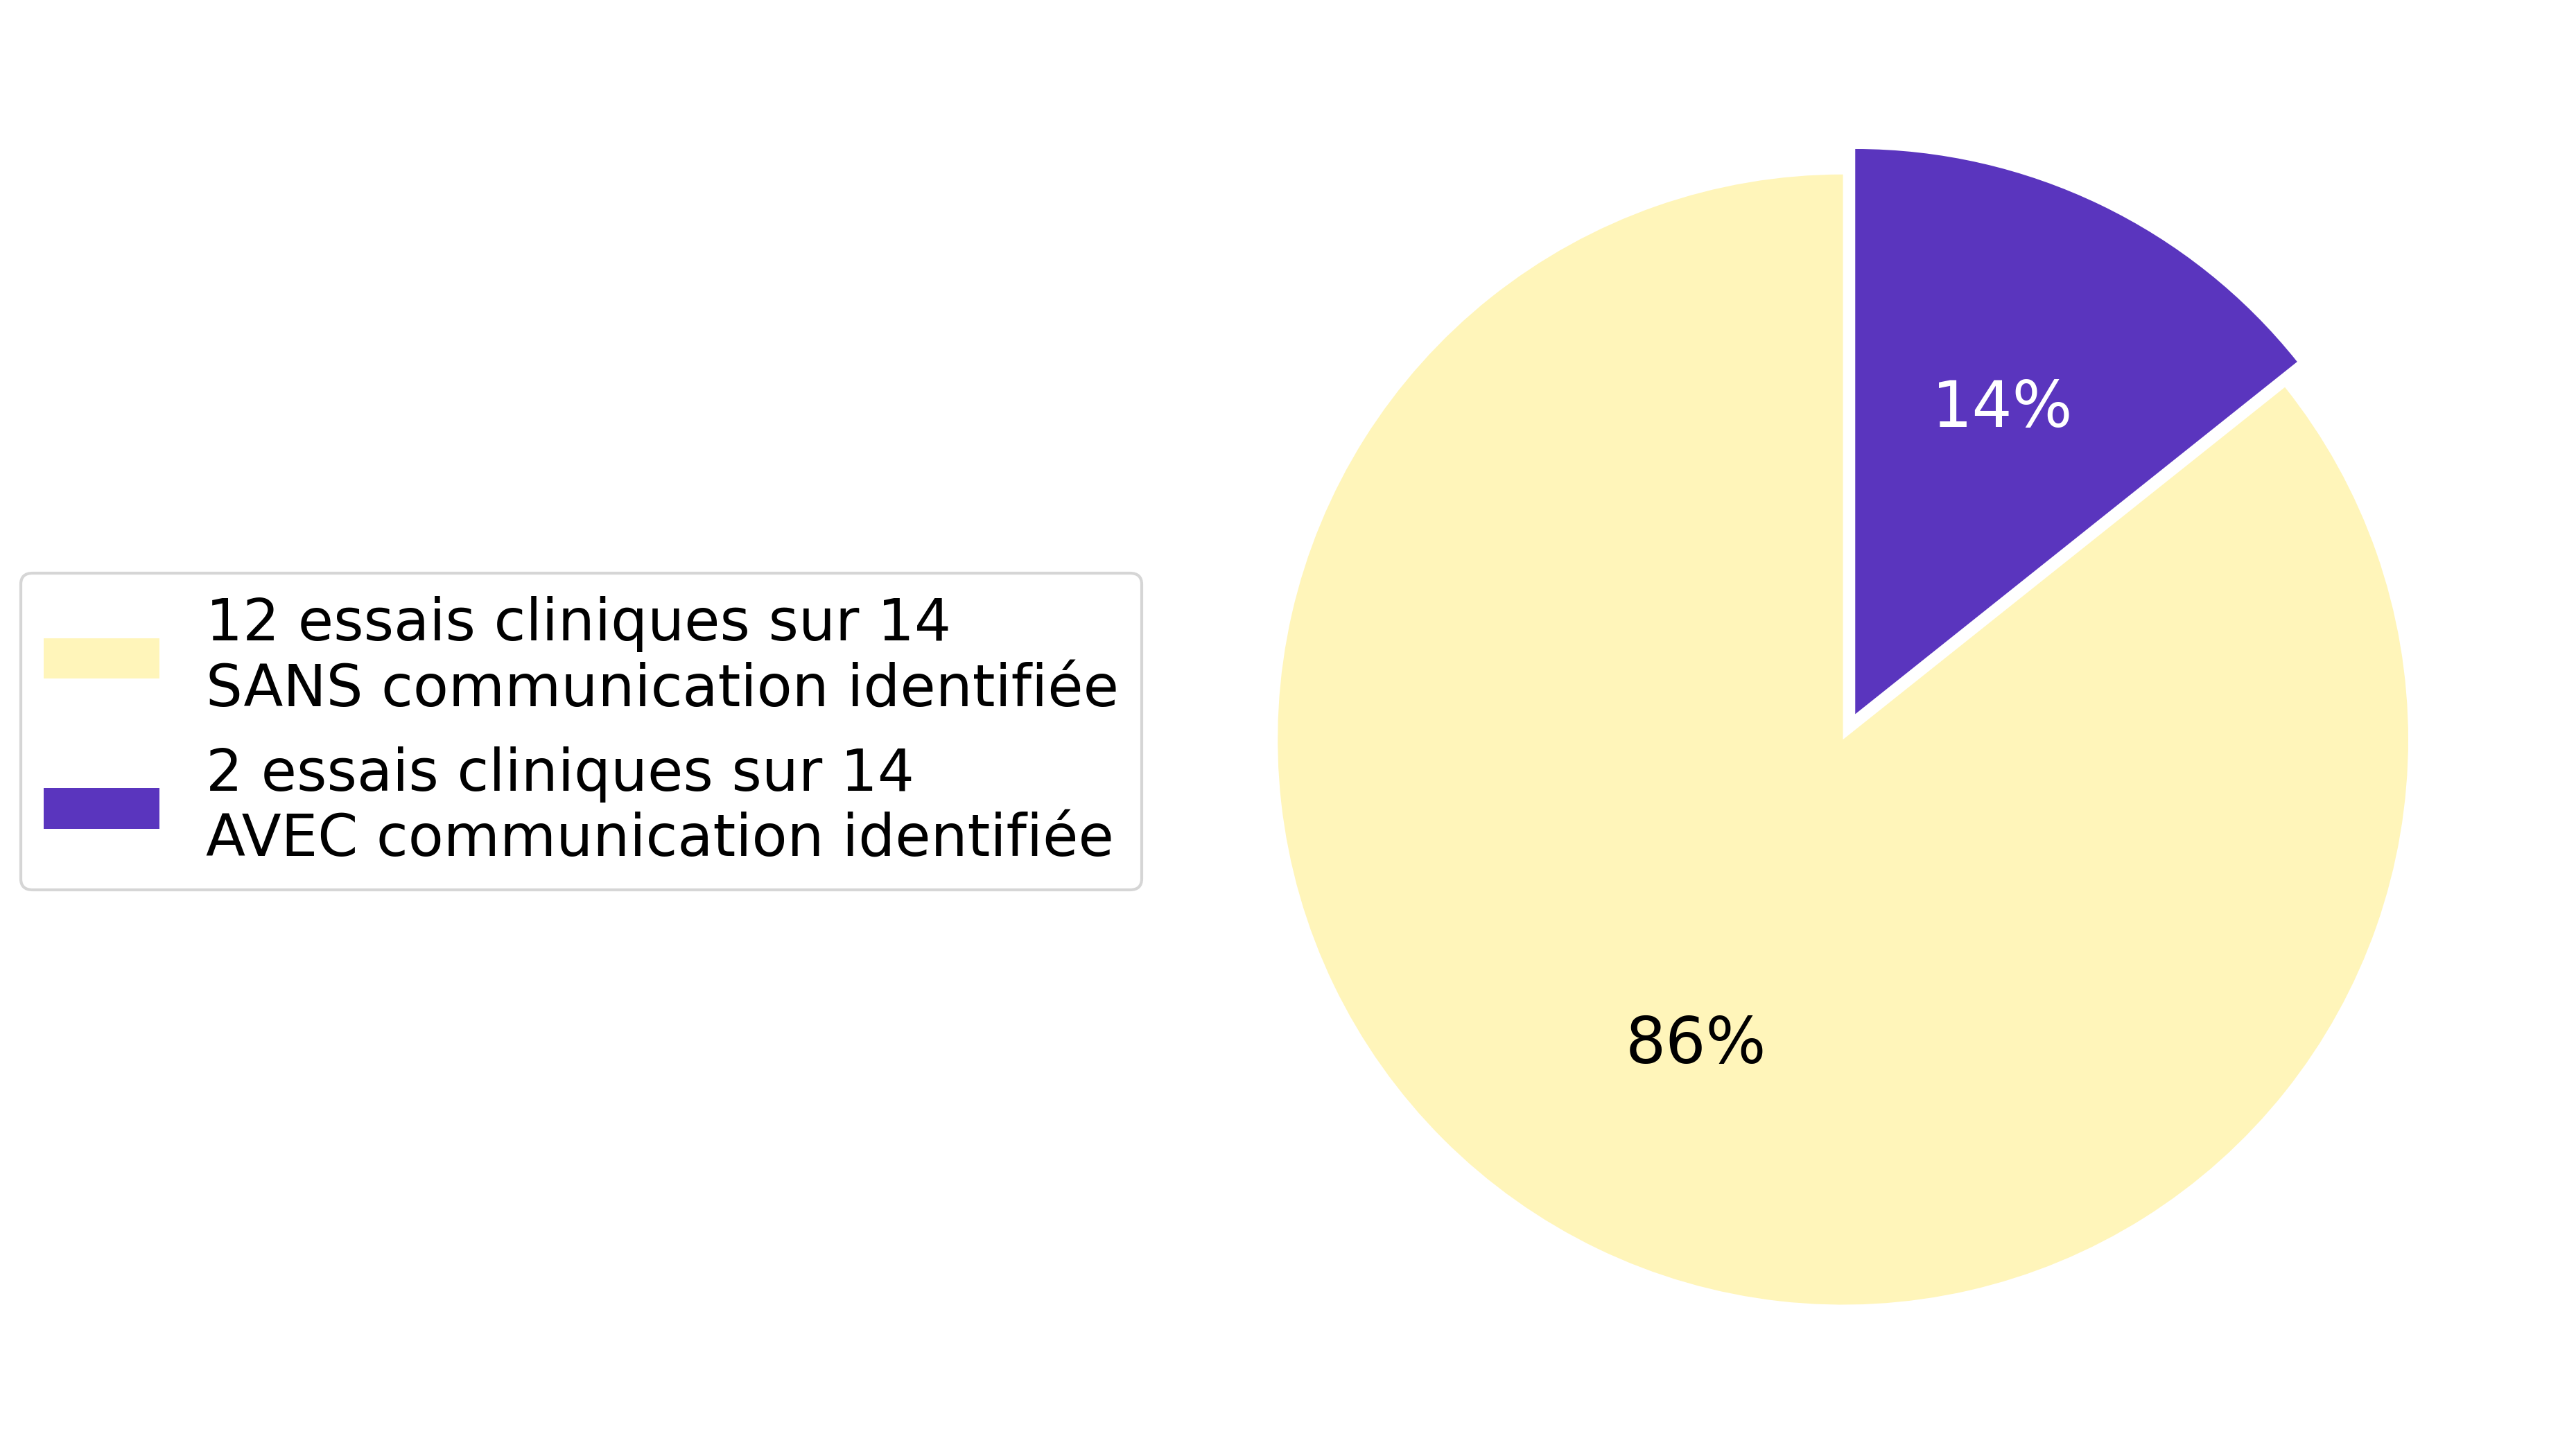 12 essais cliniques sur 14
SANS communication identifiée
2 essais cliniques sur 14
AVEC communication identifiée
14%
86%